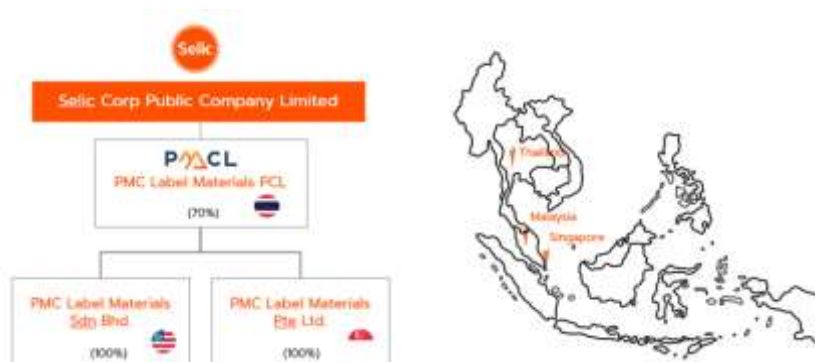 Selic
Selic Corp Public Company Limited
PMCL
PMC Label Materials PCL
(70%)
PMC Label Materials
Sdn Bhd.
(100%)
PMC Label Materials
Pte Ltd.
(100%)
Thailand
Malaysia
Singapore